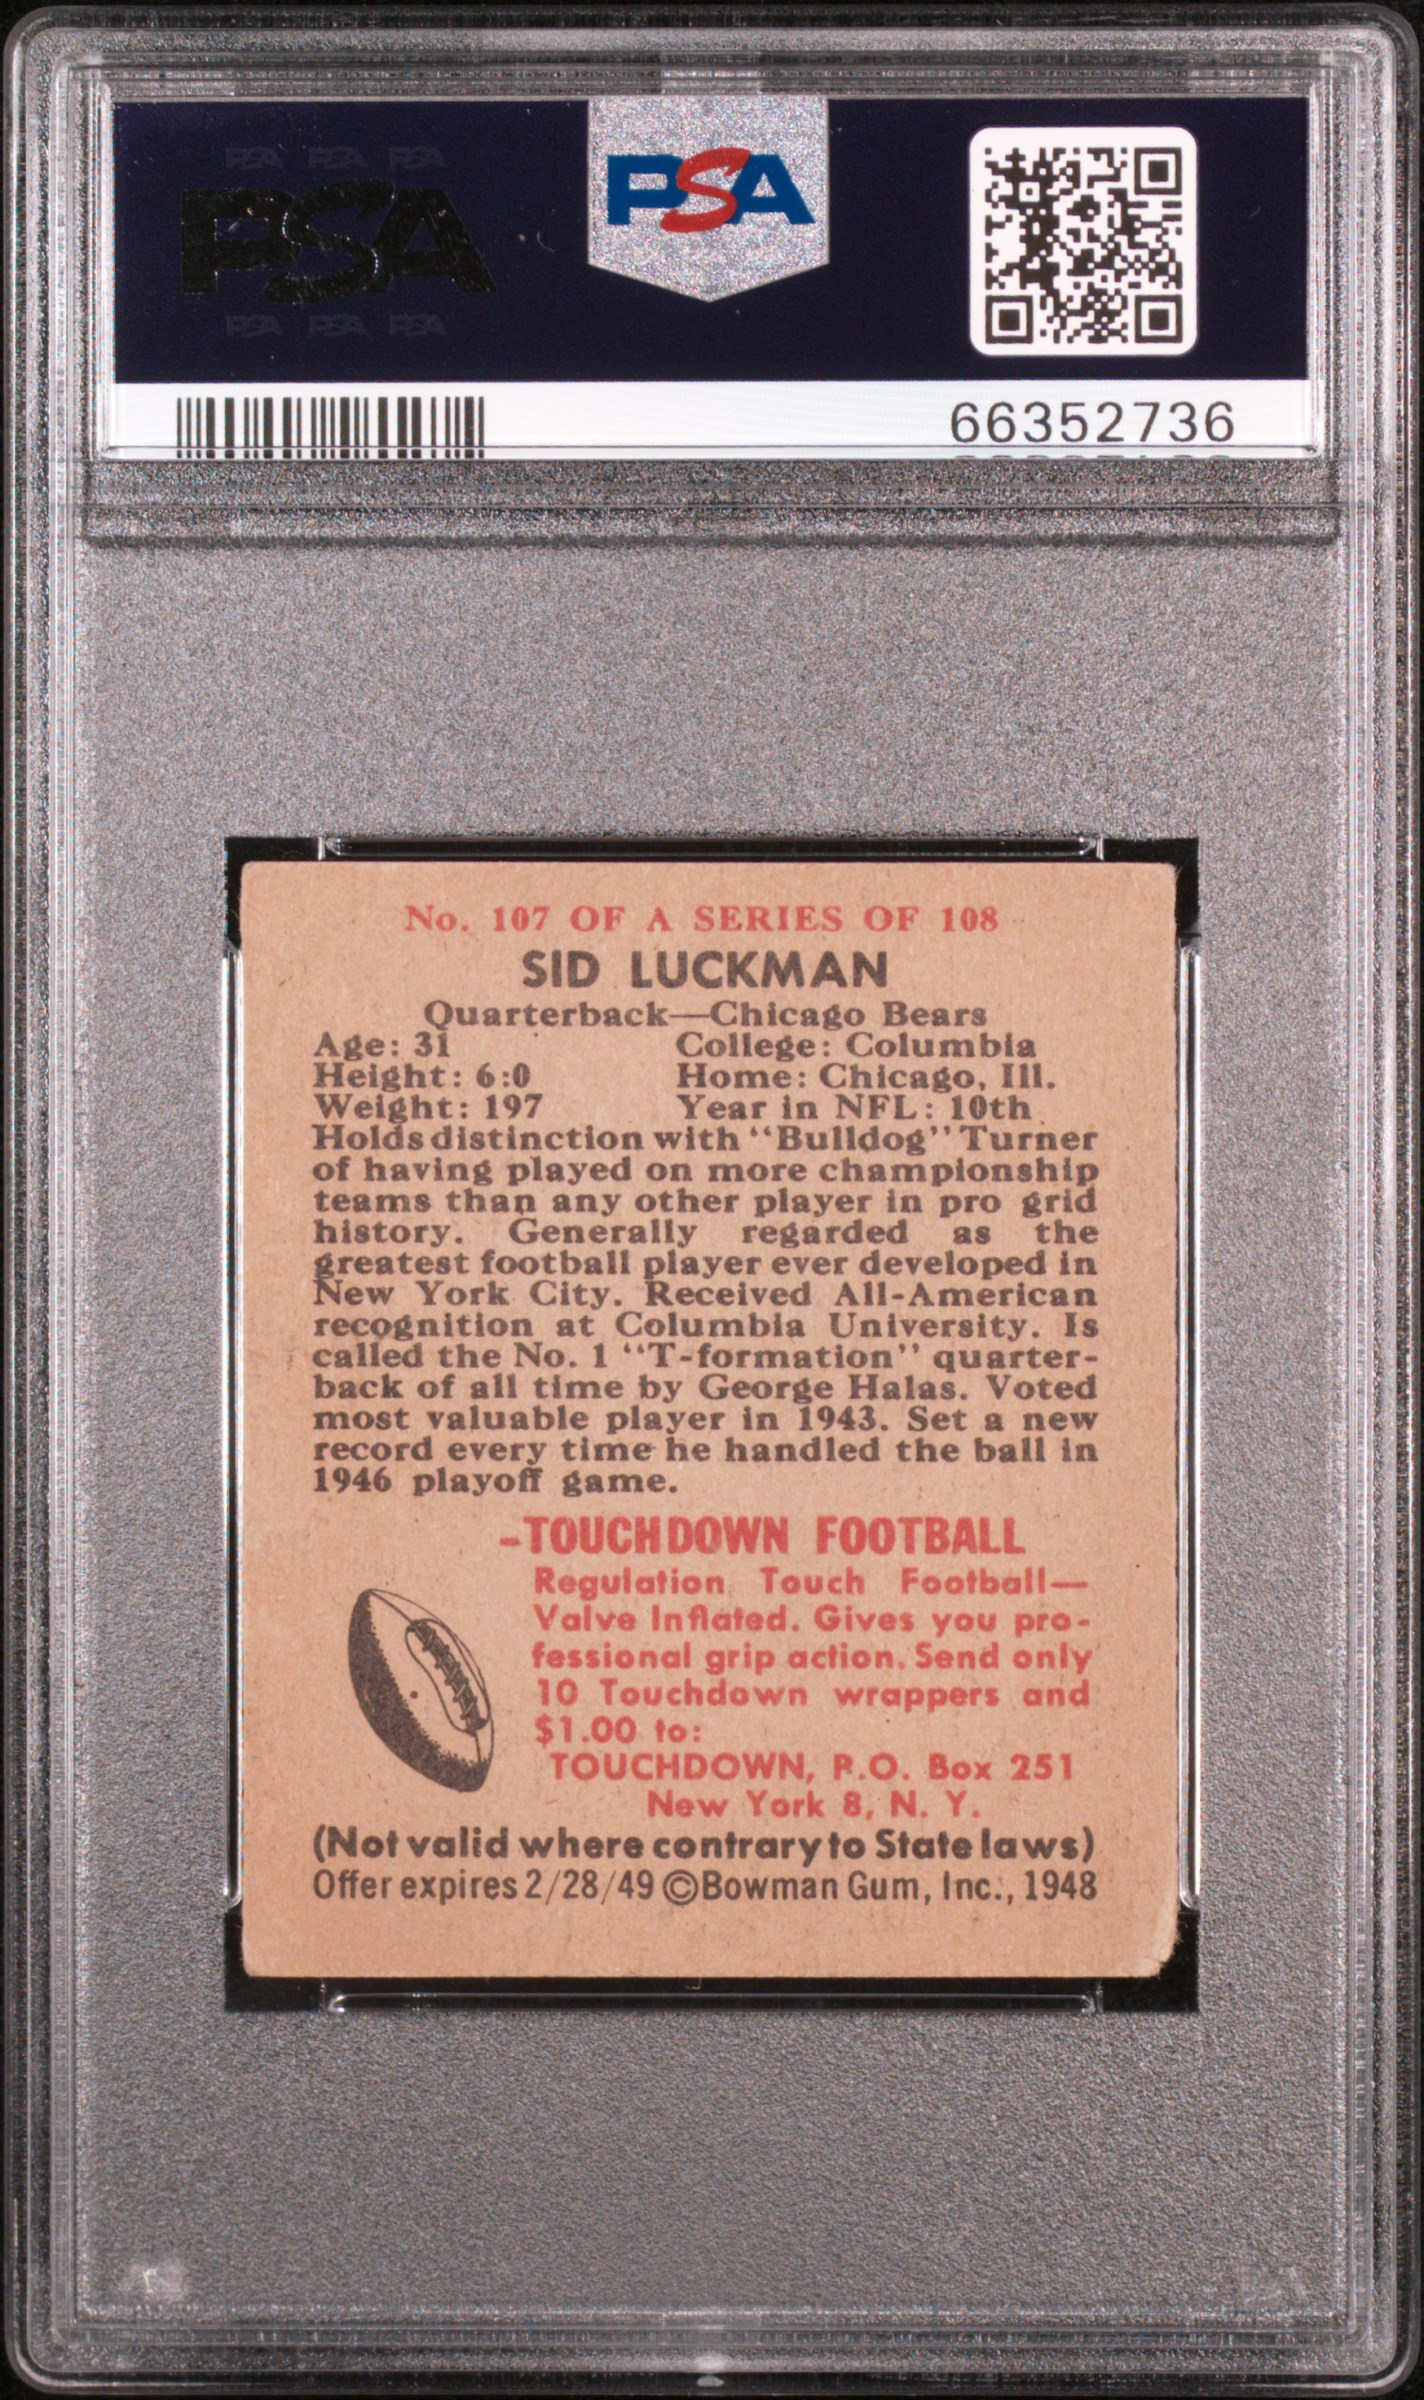 PSA PSA PSA
PSA
PSA PSA PSA
PSA
66352736
No. 107 OF A SERIES OF 108
SID LUCKMAN
Quarterback—Chicago Bears
Age: 31 College: Columbia
Height: 6:0 Home: Chicago, Ill.
Weight: 197 Year in NFL: 10th
Holds distinction with "Bulldog" Turner
of having played on more championship
teams than any other player in pro grid
history. Generally regarded as the
greatest football player ever developed in
New York City. Received All-American
recognition at Columbia University. Is
called the No. 1 "T-formation" quarter-
back of all time by George Halas. Voted
most valuable player in 1943. Set a new
record every time he handled the ball in
1946 playoff game.
-TOUCHDOWN FOOTBALL
Regulation Touch Football—
Valve Inflated. Gives you pro-
fessional grip action. Send only
10 Touchdown wrappers and
$1.00 to:
TOUCHDOWN, P.O. Box 251
New York 8, N. Y.
(Not valid where contrary to State laws)
Offer expires 2/28/49 ©Bowman Gum, Inc., 1948